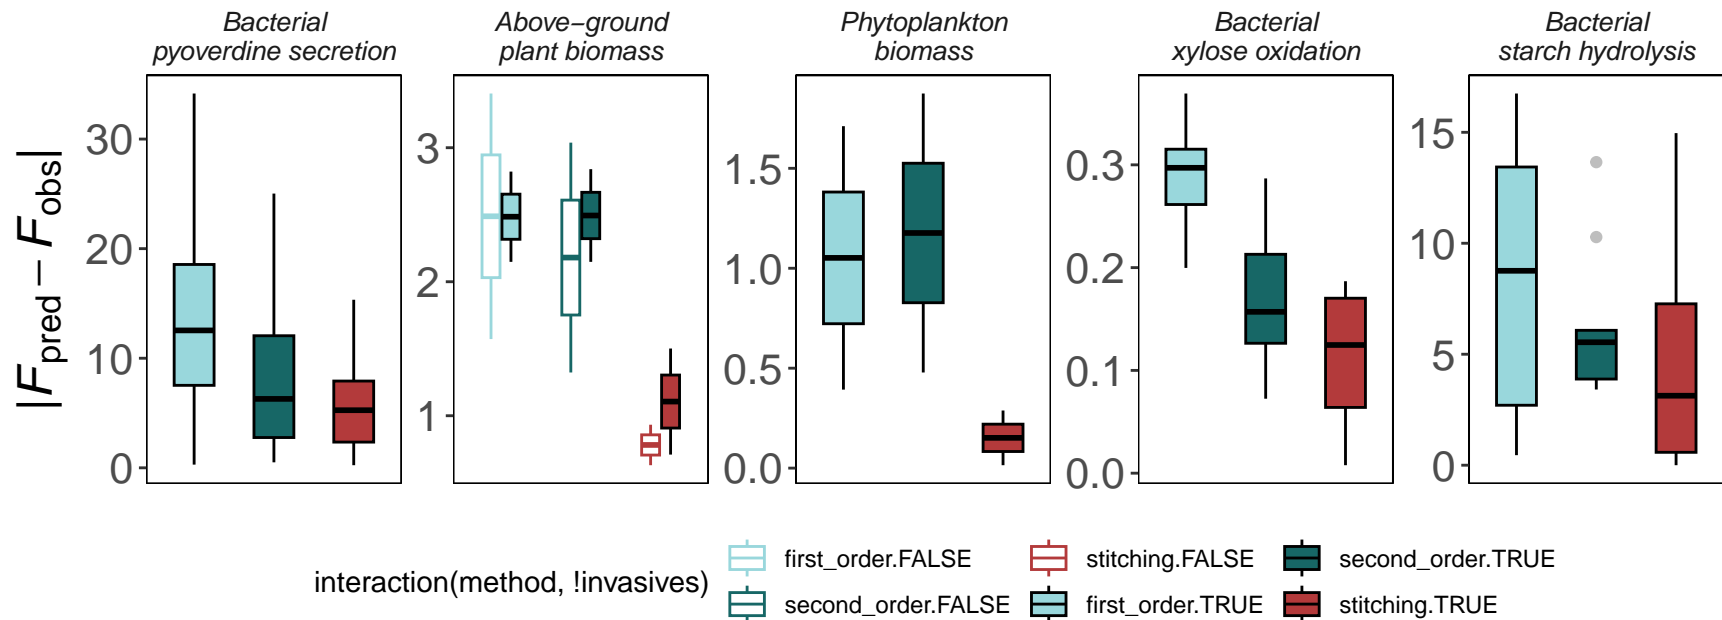 Bacterial
pyoverdine secretion
Above−ground
plant biomass
Phytoplankton
biomass
Bacterial
xylose oxidation
Bacterial
starch hydrolysis
|Fpred − Fobs|
30
20
10
0
3
2
1
1.5
1.0
0.5
0.0
0.3
0.2
0.1
0.0
15
10
5
0
interaction(method, !invasives)
first_order.FALSE
second_order.FALSE
stitching.FALSE
first_order.TRUE
second_order.TRUE
stitching.TRUE